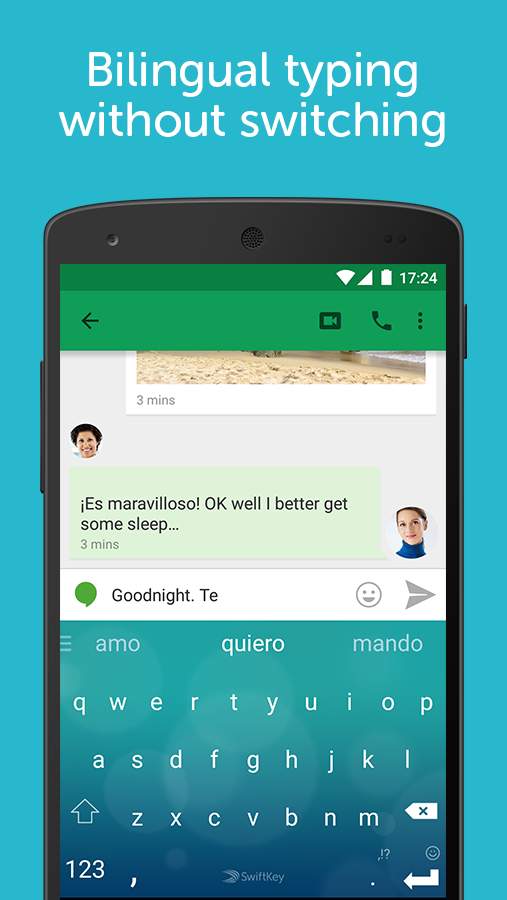 Bilingual typing
without switching
17:24
3 mins
¡Es maravilloso! OK well I better get
some sleep...
3 mins
Goodnight. Te
amo quiero mando
q w e r t y u i o p
a s d f g h j k l
z x c v b n m
,!?
123 , SwiftKey .